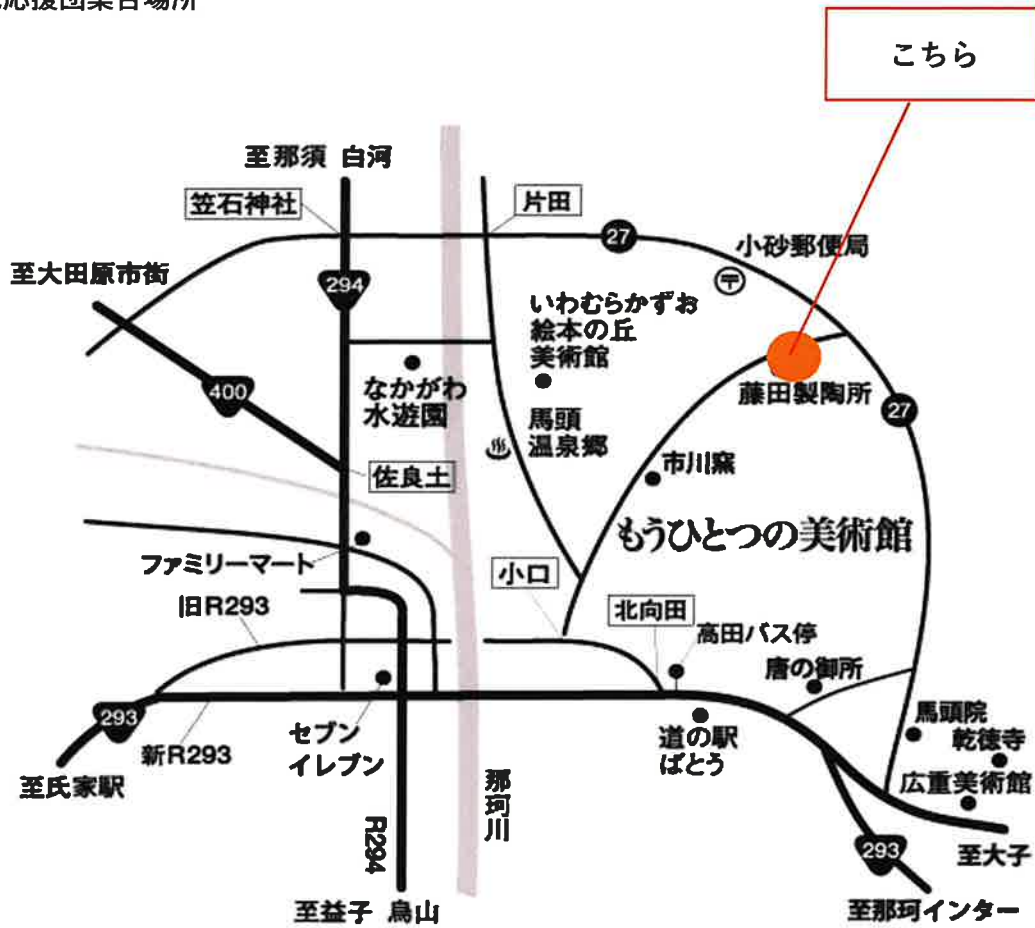 応援団集合場所
こちら
至那須 白河
笠石神社
片田
27
小砂郵便局
至大田原市街
294
いわむらかずお
絵本の丘
美術館
400
なかがわ
水遊園
藤田製陶所
27
馬頭
温泉郷
市川窯
佐良土
もうひとつの美術館
ファミリーマート
小口
旧R293
北向田
高田バス停
唐の御所
293
新R293
セブン
イレブン
道の駅
ばとう
馬頭院
乾徳寺
広重美術館
至氏家駅
那珂川
R294
293
至大子
至益子 烏山
至那珂インター